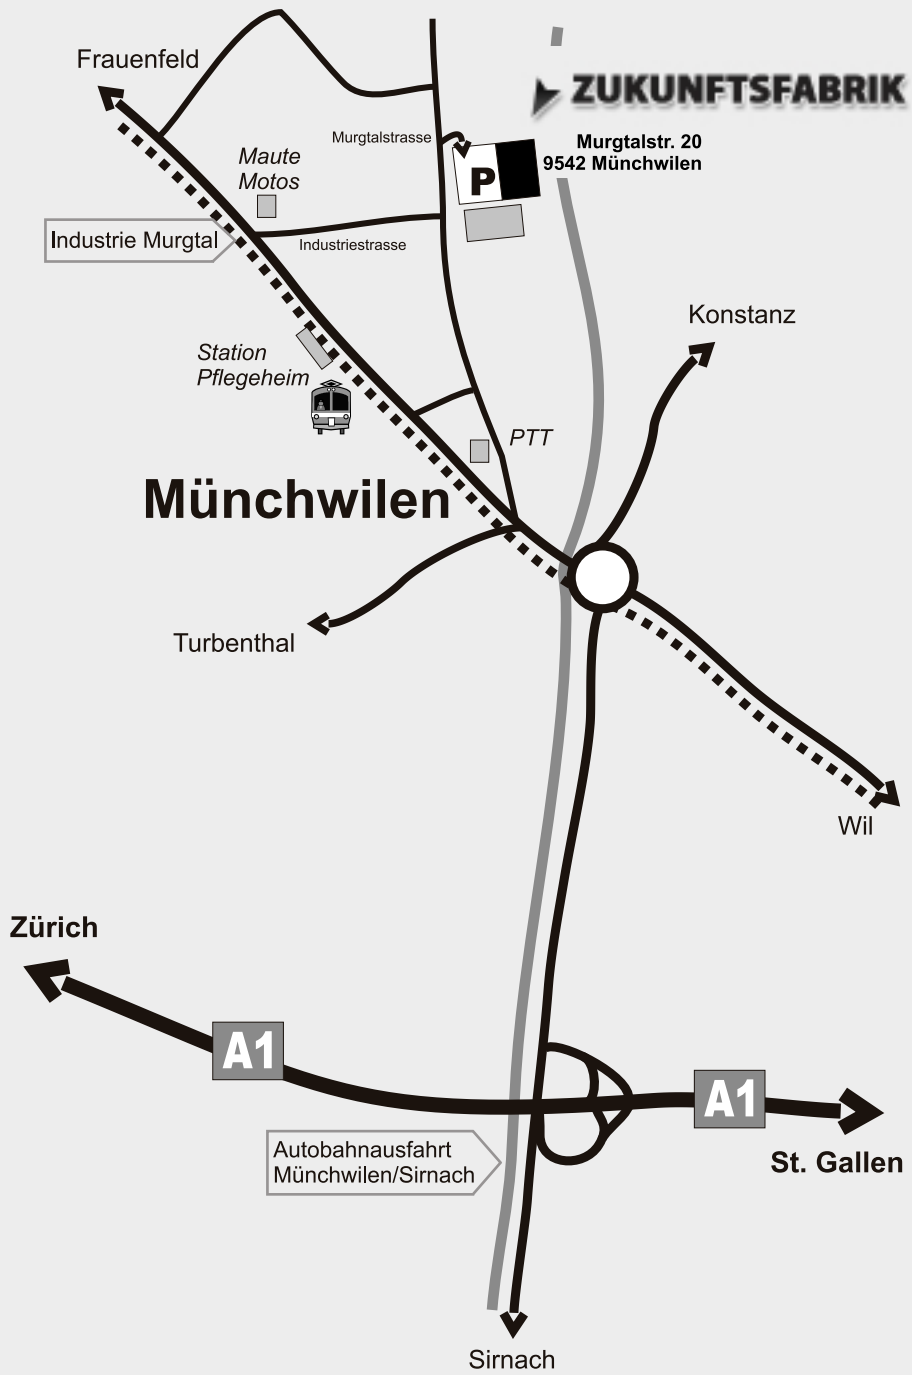 Frauenfeld
ZUKUNFTSFABRIK
Murgtalstrasse
Murgtalstr. 20
9542 Münchwilen
Maute
Motos
P
Industrie Murgtal
Industriestrasse
Konstanz
Station
Pflegeheim
PTT
Münchwilen
Turbenthal
Wil
Zürich
A1
A1
Autobahnausfahrt
Münchwilen/Sirnach
St. Gallen
Sirnach